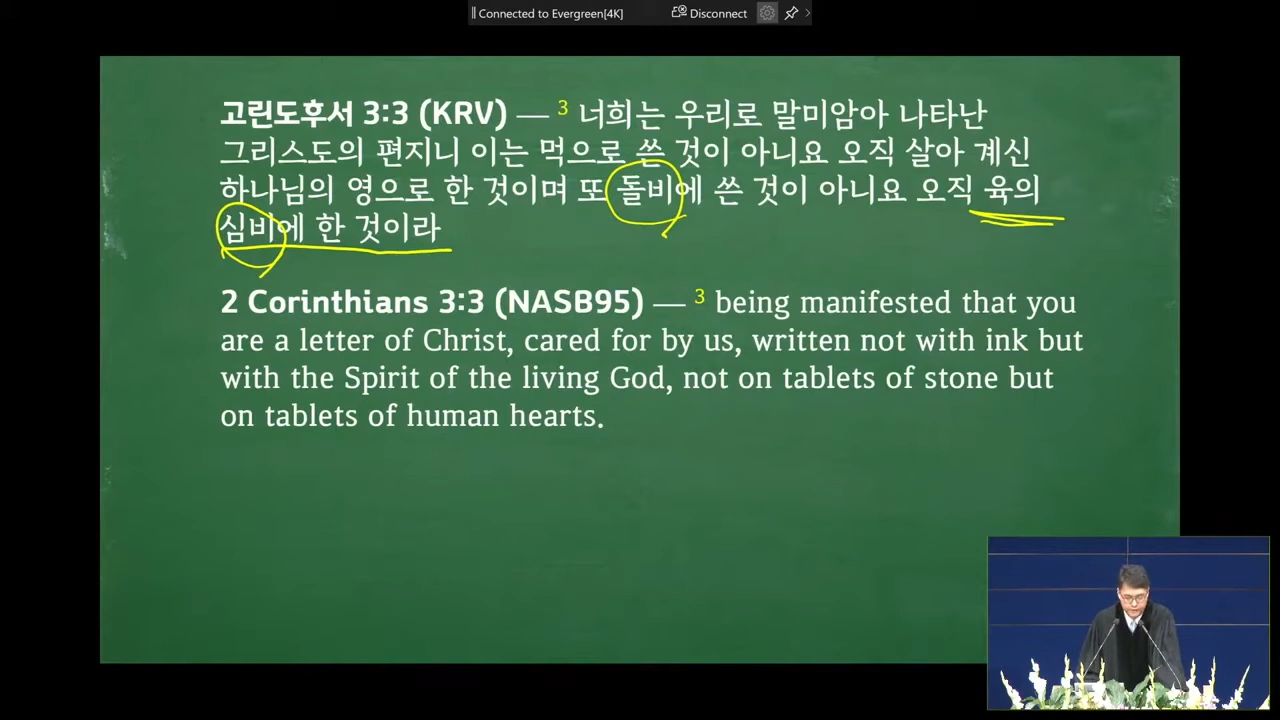 Connected to Evergreen[4K] Disconnect
고린도후서 3:3 (KRV) — 3 너희는 우리로 말미암아 나타난
그리스도의 편지니 이는 먹으로 쓴 것이 아니요 오직 살아 계신
하나님의 영으로 한 것이며 또 돌비에 쓴 것이 아니요 오직 육의
심비에 한 것이라
2 Corinthians 3:3 (NASB95) — 3 being manifested that you
are a letter of Christ, cared for by us, written not with ink but
with the Spirit of the living God, not on tablets of stone but
on tablets of human hearts.